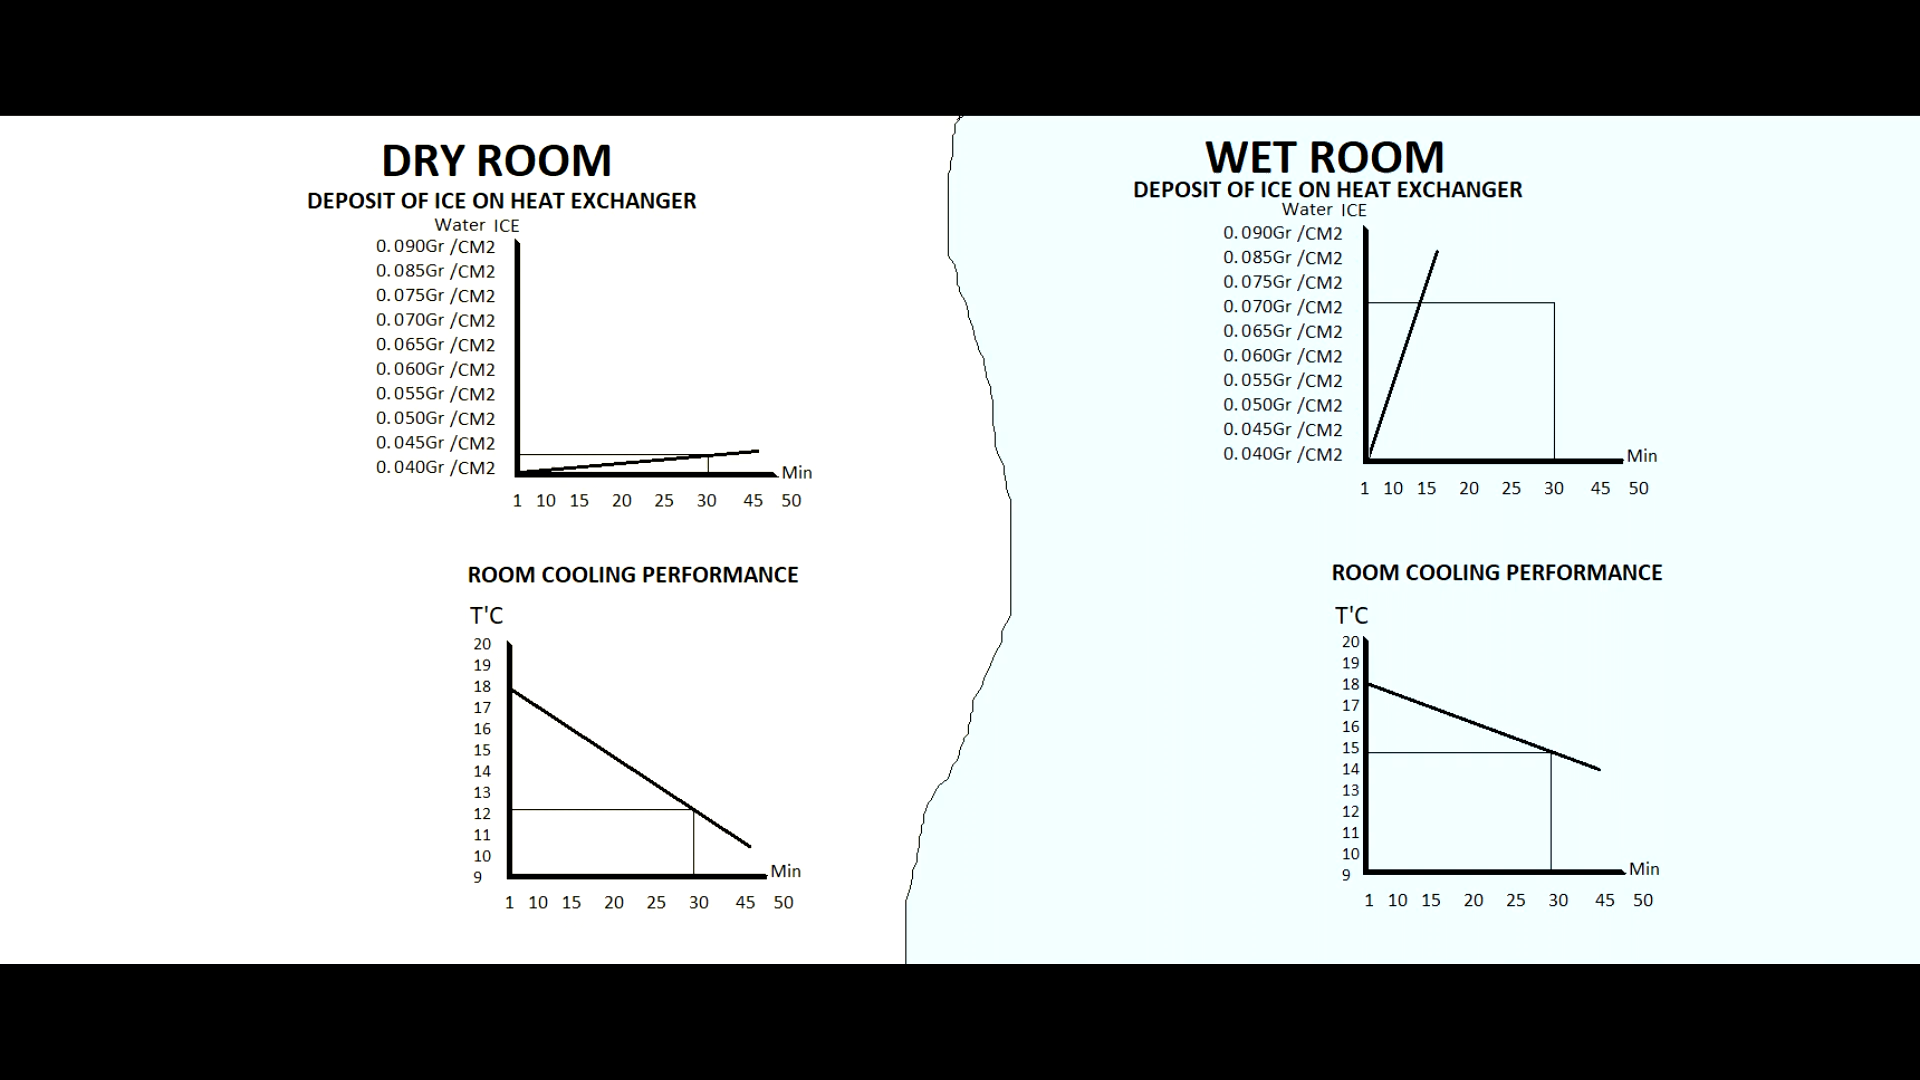 DRY ROOM
DEPOSIT OF ICE ON HEAT EXCHANGER
Water ICE
0.090Gr /CM2
0.085Gr /CM2
0.075Gr /CM2
0.070Gr /CM2
0.065Gr /CM2
0.060Gr /CM2
0.055Gr /CM2
0.050Gr /CM2
0.045Gr /CM2
0.040Gr /CM2
Min
1 10 15 20 25 30 45 50
ROOM COOLING PERFORMANCE
T'C
20
19
18
17
16
15
14
13
12
11
10
9
Min
1 10 15 20 25 30 45 50
WET ROOM
DEPOSIT OF ICE ON HEAT EXCHANGER
Water ICE
0.090Gr /CM2
0.085Gr /CM2
0.075Gr /CM2
0.070Gr /CM2
0.065Gr /CM2
0.060Gr /CM2
0.055Gr /CM2
0.050Gr /CM2
0.045Gr /CM2
0.040Gr /CM2
Min
1 10 15 20 25 30 45 50
ROOM COOLING PERFORMANCE
T'C
20
19
18
17
16
15
14
13
12
11
10
9
Min
1 10 15 20 25 30 45 50